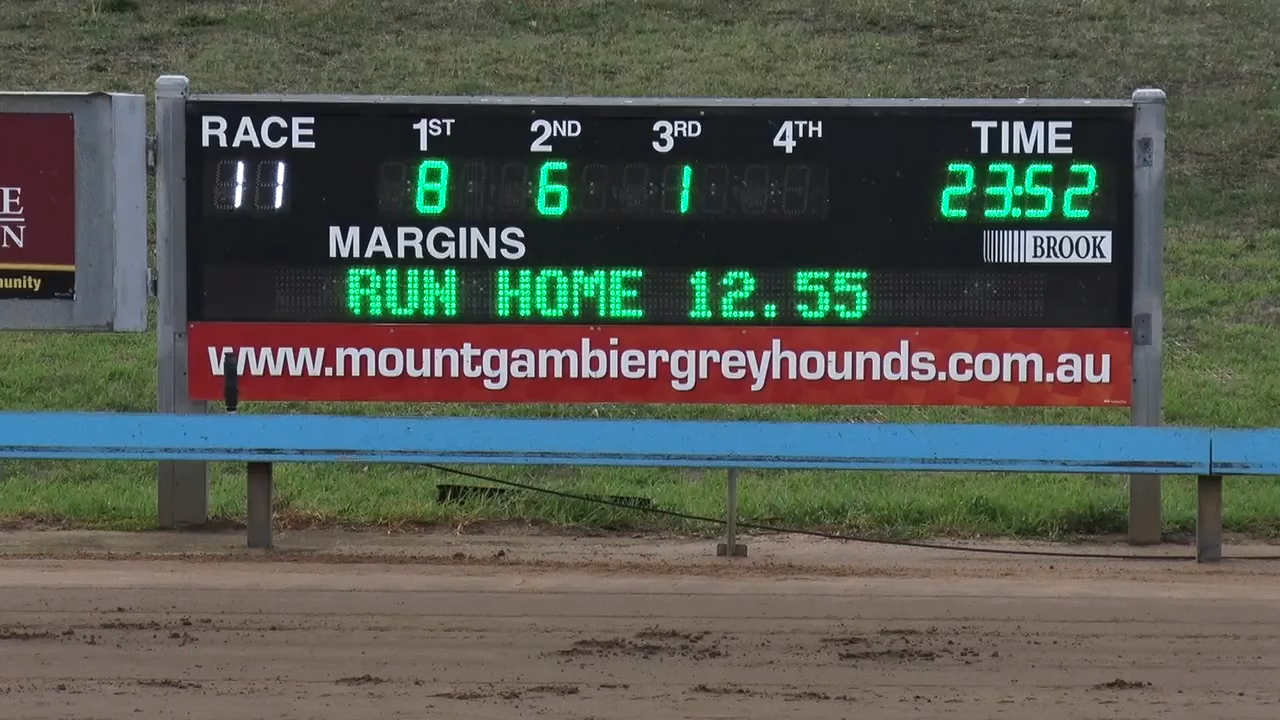 RACE 1ST 2ND 3RD 4TH TIME
11 8 6 1 23:52
MARGINS
BROOK
RUN HOME 12.55
www.mountgambiergreyhounds.com.au
E
N
unity